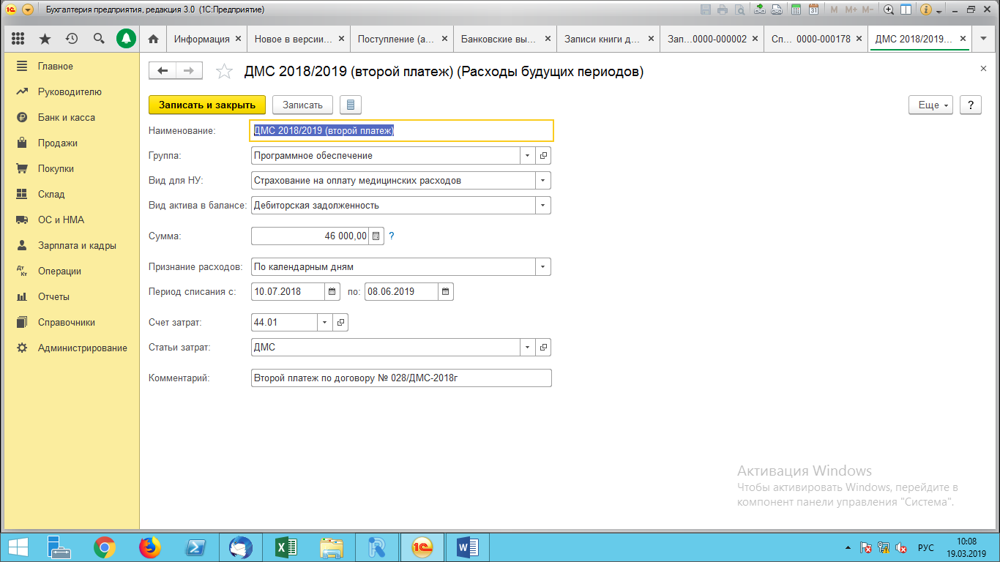 1С Бухгалтерия предприятия, редакция 3.0 (1С:Предприятие)
M M+ M-
Информация × Новое в версии... × Поступление (а... × Банковские вы... × Записи книги д... × Зап...0000-000002 × Сп... 0000-000178 × ДМС 2018/2019... ×
Главное
Руководителю
Банк и касса
Продажи
Покупки
Склад
ОС и НМА
Зарплата и кадры
Дт Кт Операции
Отчеты
Справочники
Администрирование
ДМС 2018/2019 (второй платеж) (Расходы будущих периодов) ×
Записать и закрыть Записать Еще ?
Наименование: ДМС 2018/2019 (второй платеж)
Группа: Программное обеспечение
Вид для НУ: Страхование на оплату медицинских расходов
Вид актива в балансе: Дебиторская задолженность
Сумма: 46 000,00 ?
Признание расходов: По календарным дням
Период списания с: 10.07.2018 по: 08.06.2019
Счет затрат: 44.01
Статьи затрат: ДМС
Комментарий: Второй платеж по договору № 028/ДМС-2018г
Активация Windows
Чтобы активировать Windows, перейдите в
компонент панели управления "Система".
РУС
10:08
19.03.2019